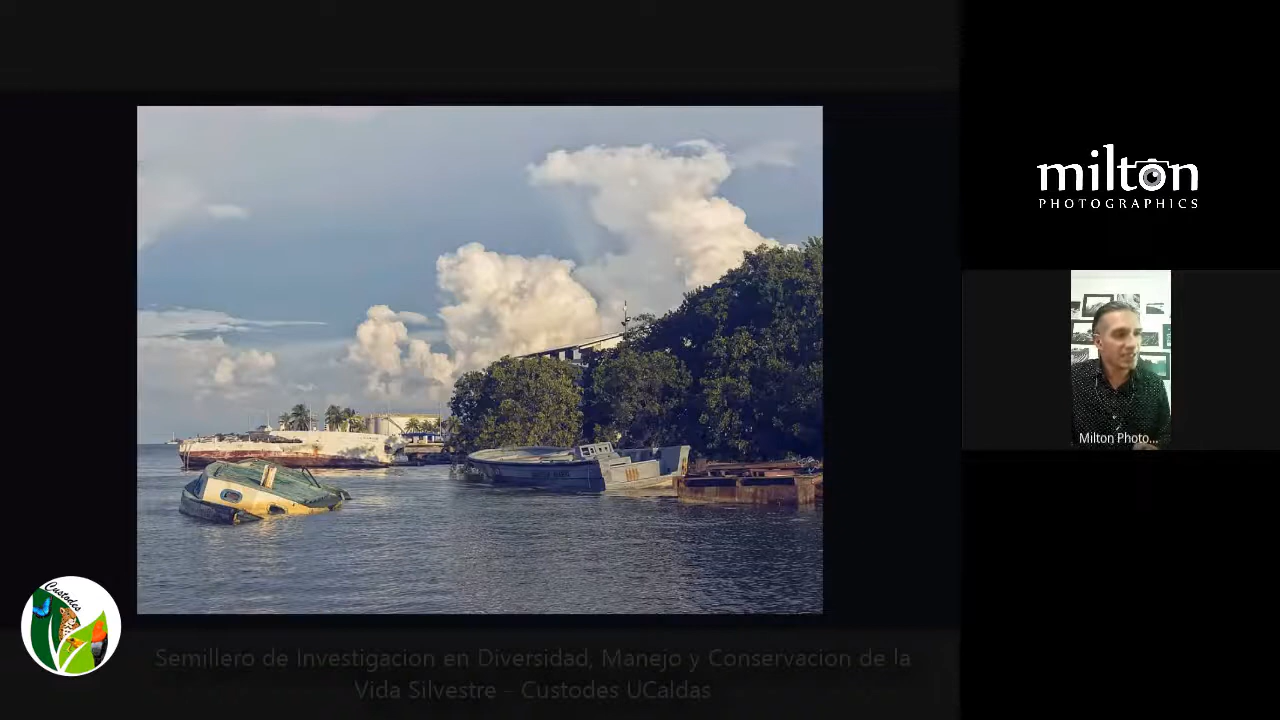 milton
PHOTOGRAPHICS
Milton Photo...
Custodes
Semillero de Investigacion en Diversidad, Manejo y Conservacion de la
Vida Silvestre - Custodes UCaldas